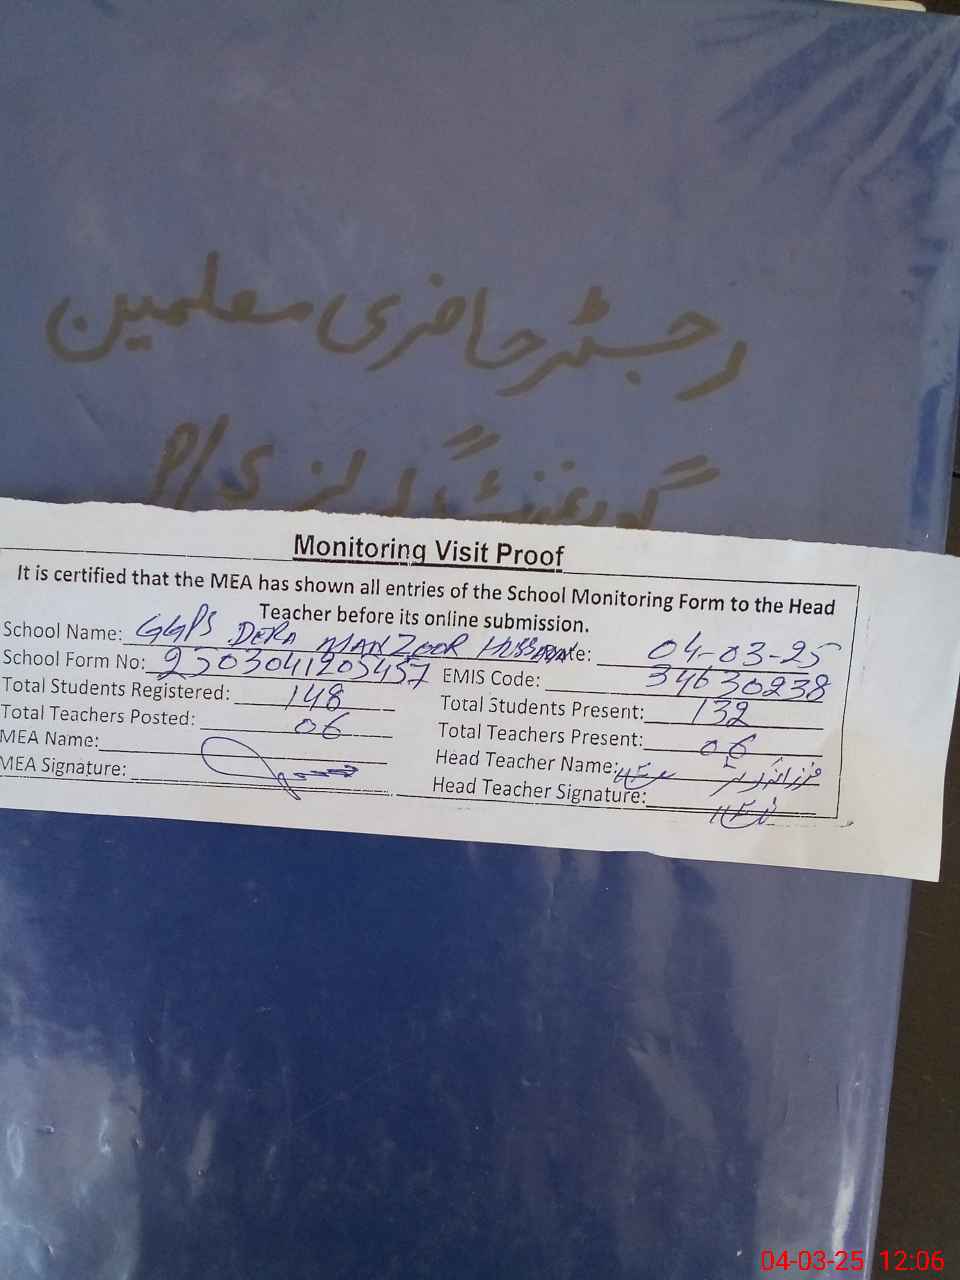 رجسٹر حاضری معلمین
گورنمنٹ گرلز ی/P
Monitoring Visit Proof
It is certified that the MEA has shown all entries of the School Monitoring Form to the Head
Teacher before its online submission.
School Name: GGPS DERA MANZOOR HUSSAIN Date: 04-03-25
School Form No: EMIS Code: 34630238
Total Students Registered: 148 Total Students Present: 132
Total Teachers Posted: 06 Total Teachers Present: 06
MEA Name: Head Teacher Name:
MEA Signature: Head Teacher Signature:
04-03-25 12:06